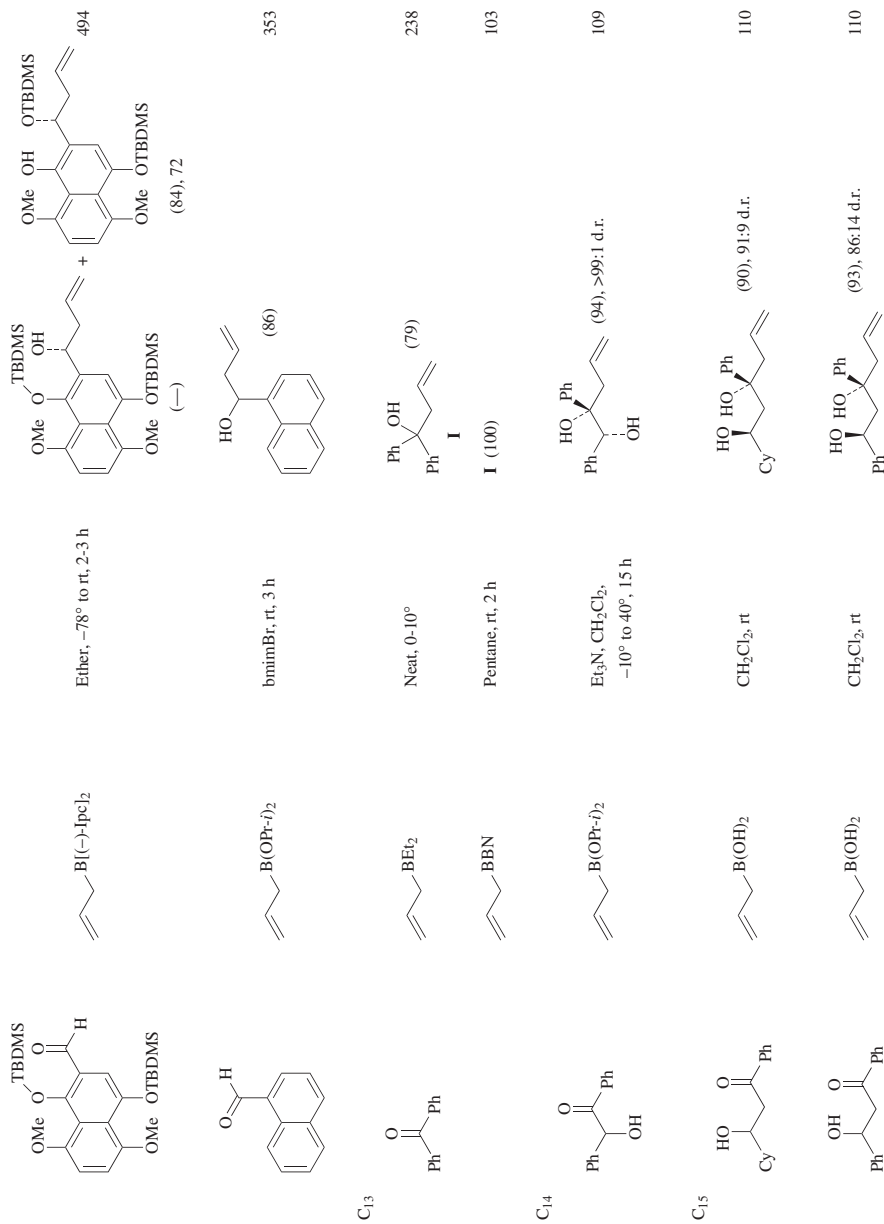 TBDMS
O
O
OMe
H
OMe
OTBDMS
B[(–)-Ipc]₂
Ether, –78° to rt, 2-3 h
TBDMS
O
OH
OMe
OMe
OTBDMS
(—)
+
OTBDMS
OH
OMe
OMe
OTBDMS
(84), 72
494
O
H
B(OPr-i)₂
bmimBr, rt, 3 h
HO
(86)
353
C₁₃
O
Ph
Ph
BEt₂
Neat, 0-10°
Ph
OH
Ph
I
(79)
238
BBN
Pentane, rt, 2 h
I (100)
103
C₁₄
O
Ph
Ph
OH
B(OPr-i)₂
Et₃N, CH₂Cl₂,
–10° to 40°, 15 h
HO
Ph
Ph
OH
(94), >99:1 d.r.
109
C₁₅
HO
O
Cy
Ph
B(OH)₂
CH₂Cl₂, rt
HO
HO
Ph
Cy
(90), 91:9 d.r.
110
OH
O
Ph
Ph
B(OH)₂
CH₂Cl₂, rt
HO
HO
Ph
Ph
(93), 86:14 d.r.
110